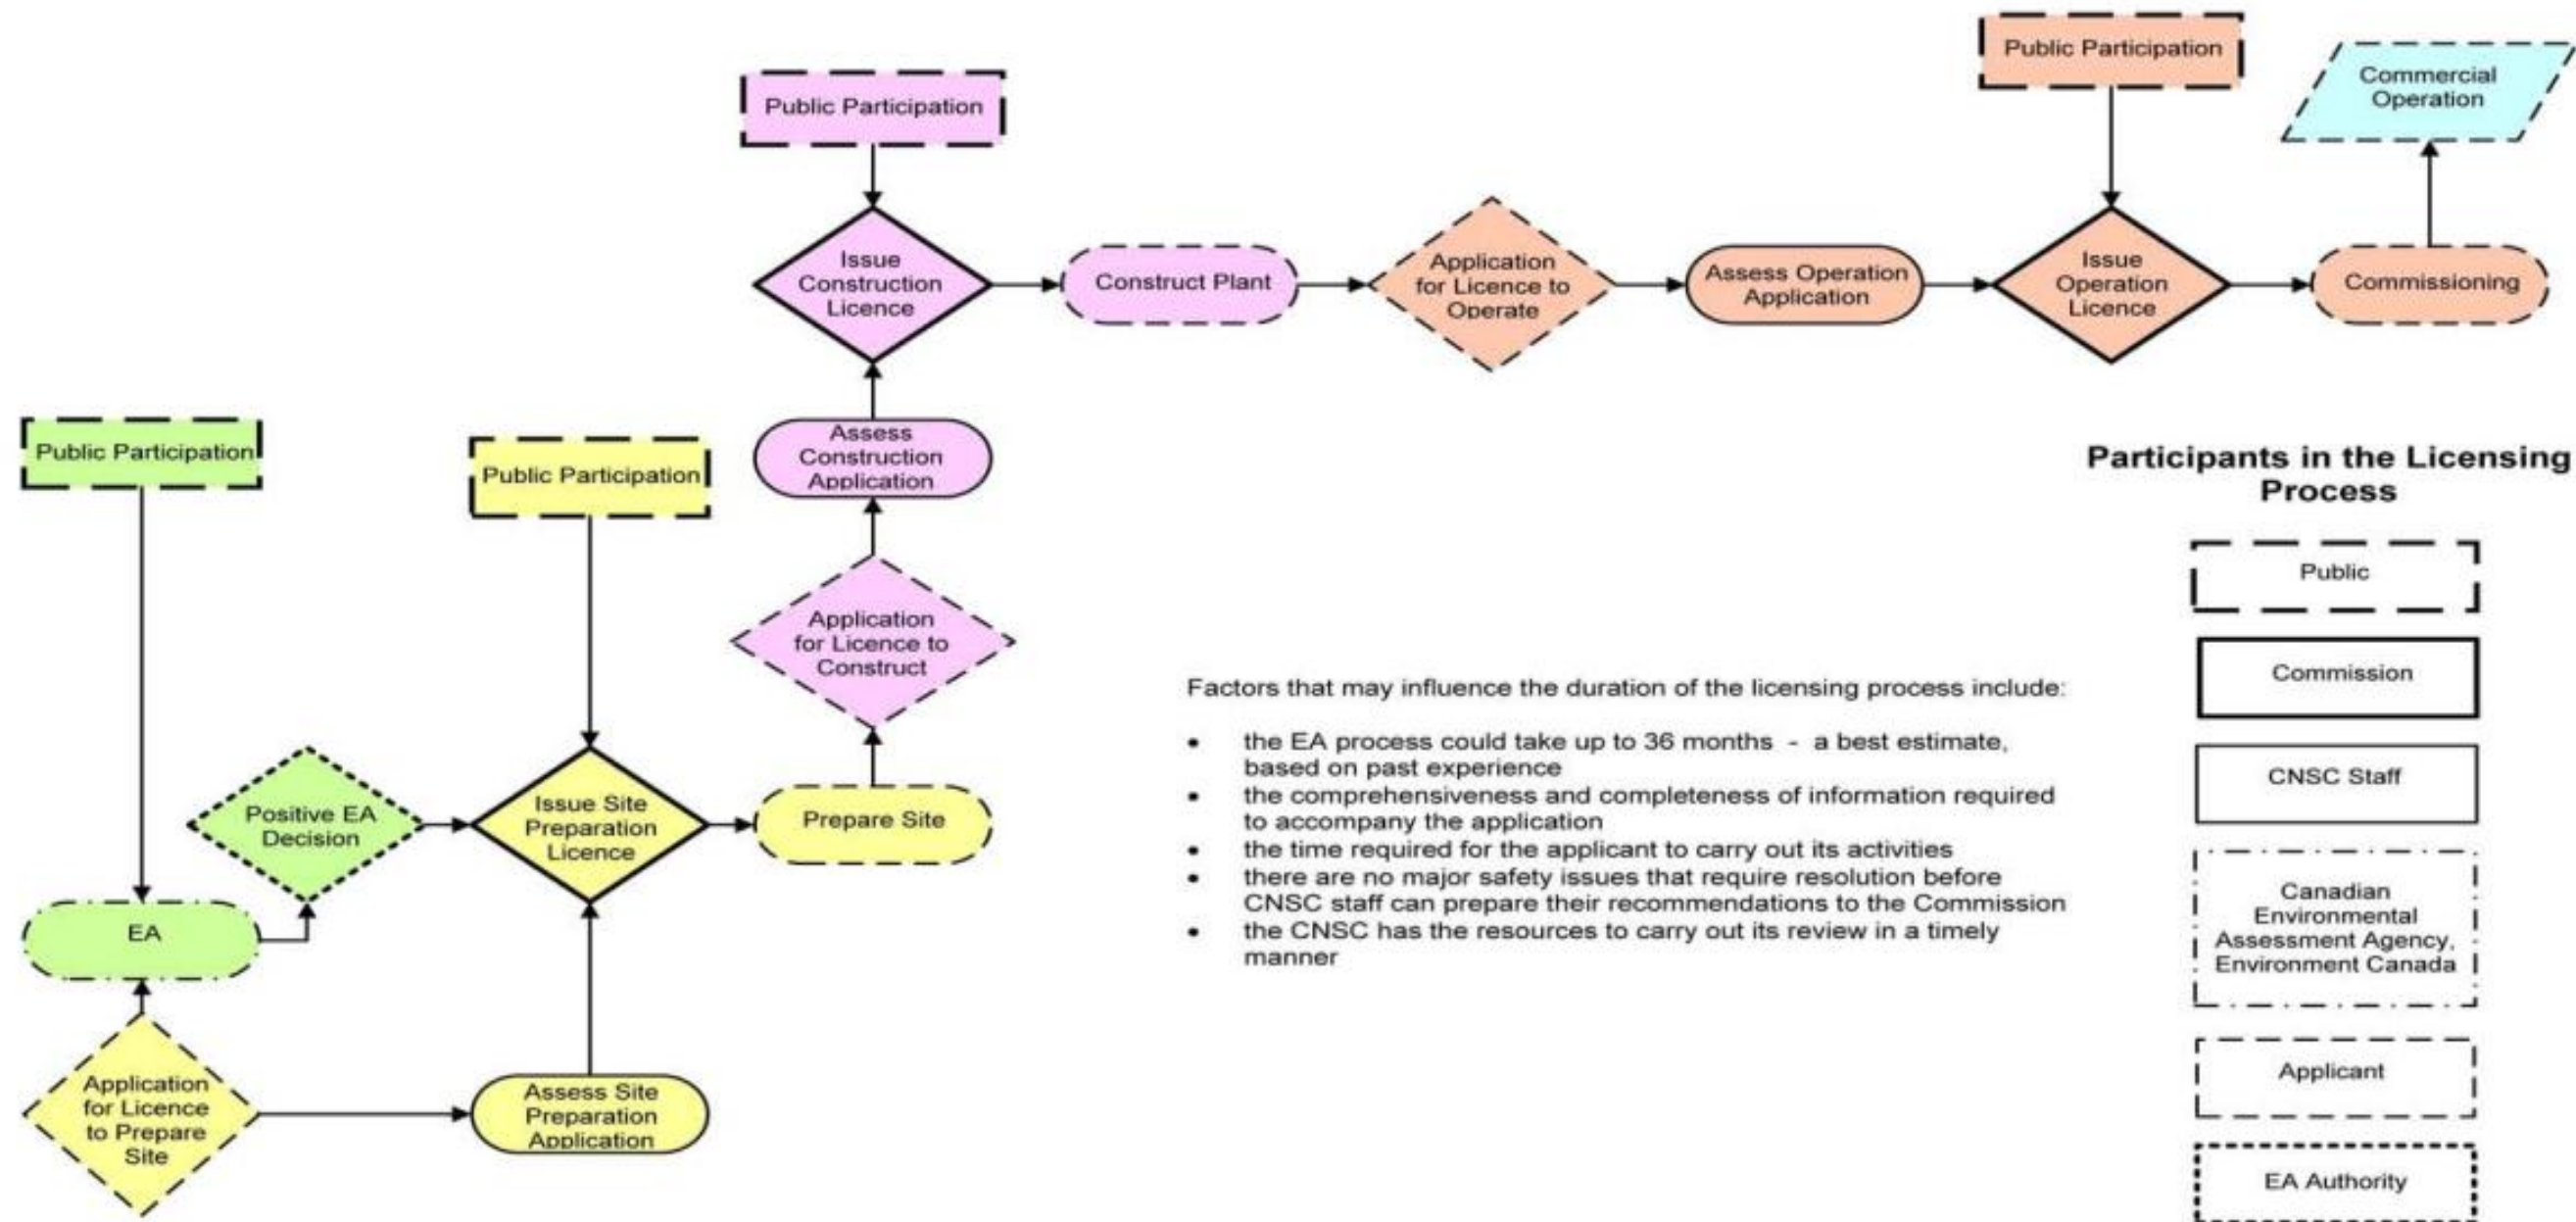 Public Participation
Commercial
Operation
Public Participation
Issue
Construction
Licence
Construct Plant
Application
for Licence to
Operate
Assess Operation
Application
Issue
Operation
Licence
Commissioning
Public Participation
Public Participation
Assess
Construction
Application
Application
for Licence to
Construct
Positive EA
Decision
Issue Site
Preparation
Licence
Prepare Site
EA
Application
for Licence
to Prepare
Site
Assess Site
Preparation
Application
Factors that may influence the duration of the licensing process include:
• the EA process could take up to 36 months - a best estimate,
based on past experience
• the comprehensiveness and completeness of information required
to accompany the application
• the time required for the applicant to carry out its activities
• there are no major safety issues that require resolution before
CNSC staff can prepare their recommendations to the Commission
• the CNSC has the resources to carry out its review in a timely
manner
Participants in the Licensing
Process
Public
Commission
CNSC Staff
Canadian
Environmental
Assessment Agency,
Environment Canada
Applicant
EA Authority